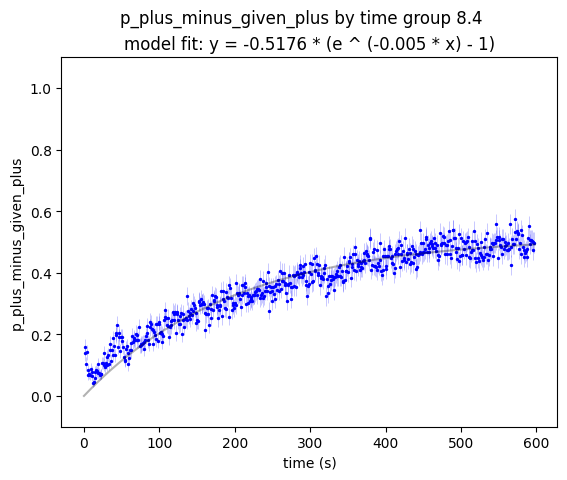 p_plus_minus_given_plus by time group 8.4
model fit: y = -0.5176 * (e ^ (-0.005 * x) - 1)
p_plus_minus_given_plus
1.0
0.8
0.6
0.4
0.2
0.0
0 100 200 300 400 500 600
time (s)